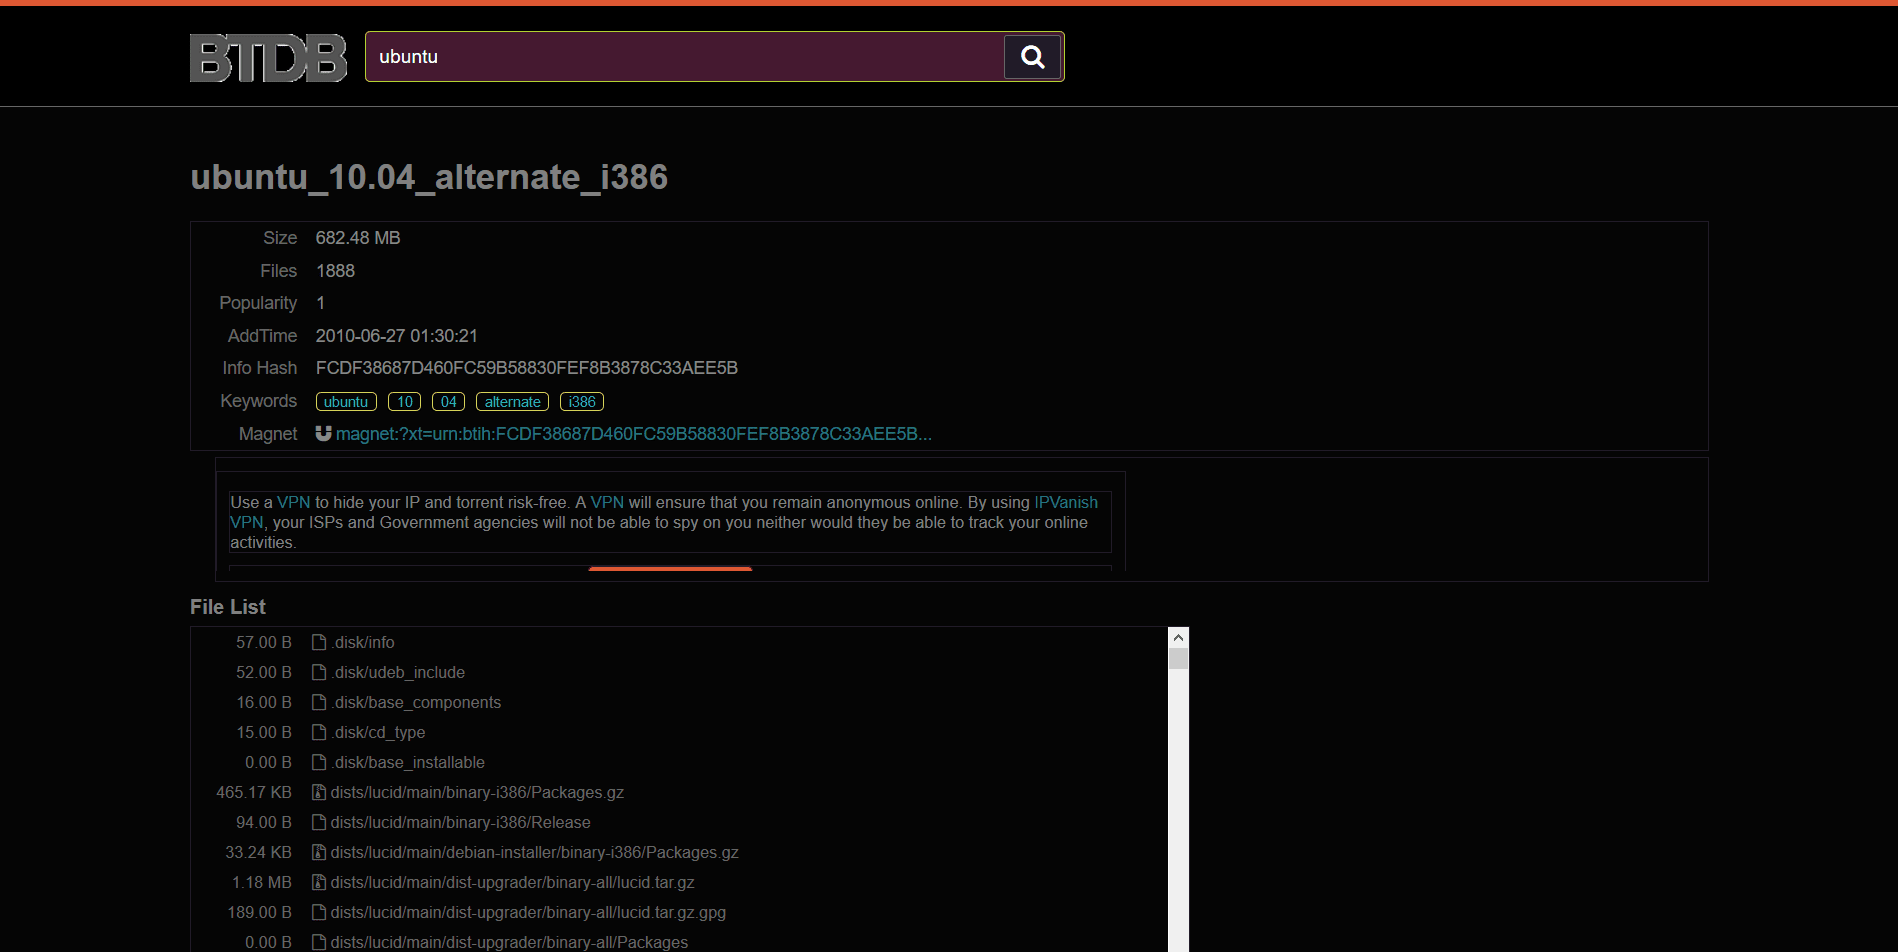 BTDB
ubuntu
ubuntu_10.04_alternate_i386
Size 682.48 MB
Files 1888
Popularity 1
AddTime 2010-06-27 01:30:21
Info Hash FCDF38687D460FC59B58830FEF8B3878C33AEE5B
Keywords ubuntu 10 04 alternate i386
Magnet magnet:?xt=urn:btih:FCDF38687D460FC59B58830FEF8B3878C33AEE5B...
Use a VPN to hide your IP and torrent risk-free. A VPN will ensure that you remain anonymous online. By using IPVanish
VPN, your ISPs and Government agencies will not be able to spy on you neither would they be able to track your online
activities.
File List
57.00 B .disk/info
52.00 B .disk/udeb_include
16.00 B .disk/base_components
15.00 B .disk/cd_type
0.00 B .disk/base_installable
465.17 KB dists/lucid/main/binary-i386/Packages.gz
94.00 B dists/lucid/main/binary-i386/Release
33.24 KB dists/lucid/main/debian-installer/binary-i386/Packages.gz
1.18 MB dists/lucid/main/dist-upgrader/binary-all/lucid.tar.gz
189.00 B dists/lucid/main/dist-upgrader/binary-all/lucid.tar.gz.gpg
0.00 B dists/lucid/main/dist-upgrader/binary-all/Packages